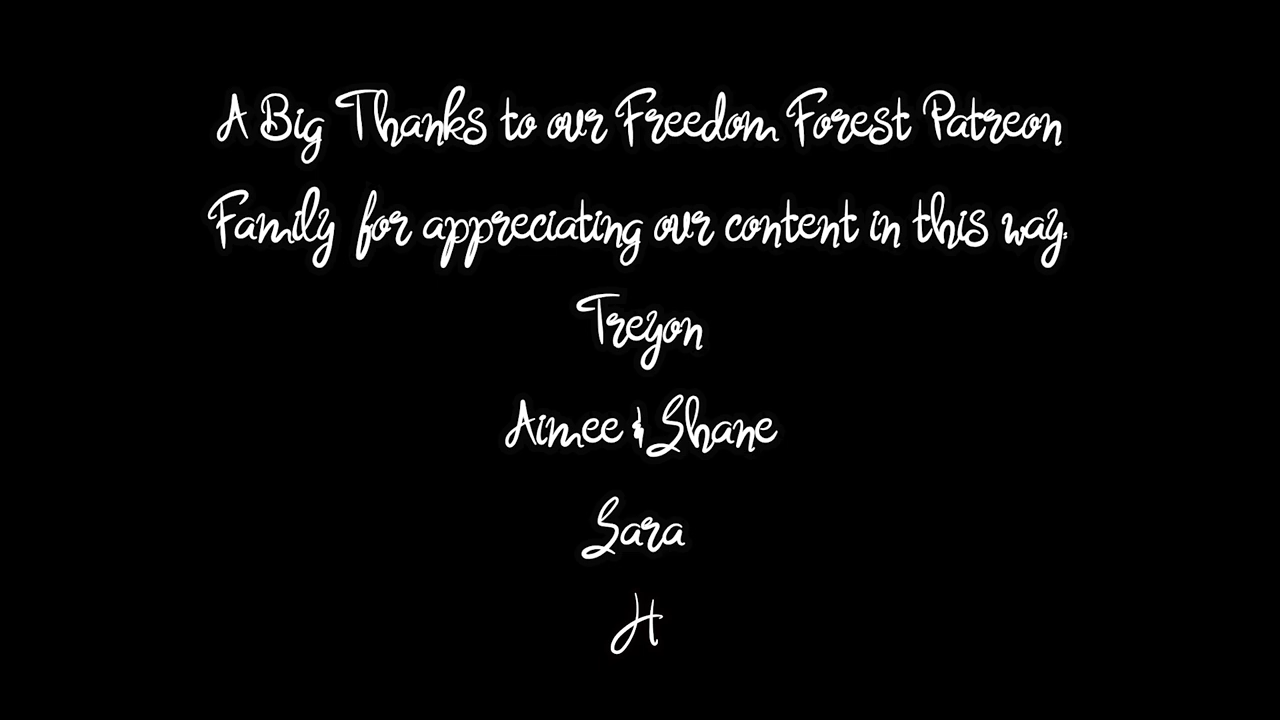 A Big Thanks to our Freedom Forest Patreon
Family for appreciating our content in this way:
Treyon
Aimee & Shane
Sara
H